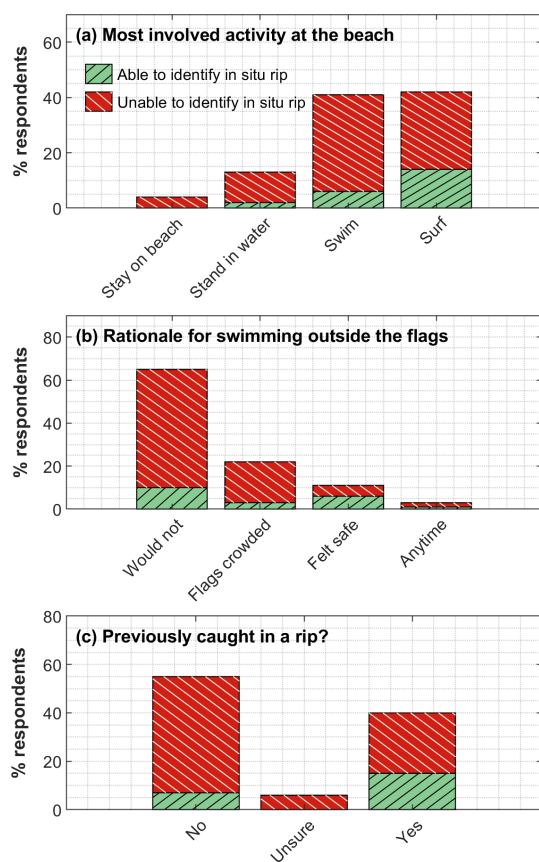 (a) Most involved activity at the beach
Able to identify in situ rip
Unable to identify in situ rip
% respondents
60
40
20
0
Stay on beach
Stand in water
Swim
Surf
(b) Rationale for swimming outside the flags
% respondents
80
60
40
20
0
Would not
Flags crowded
Felt safe
Anytime
(c) Previously caught in a rip?
% respondents
80
60
40
20
0
No
Unsure
Yes